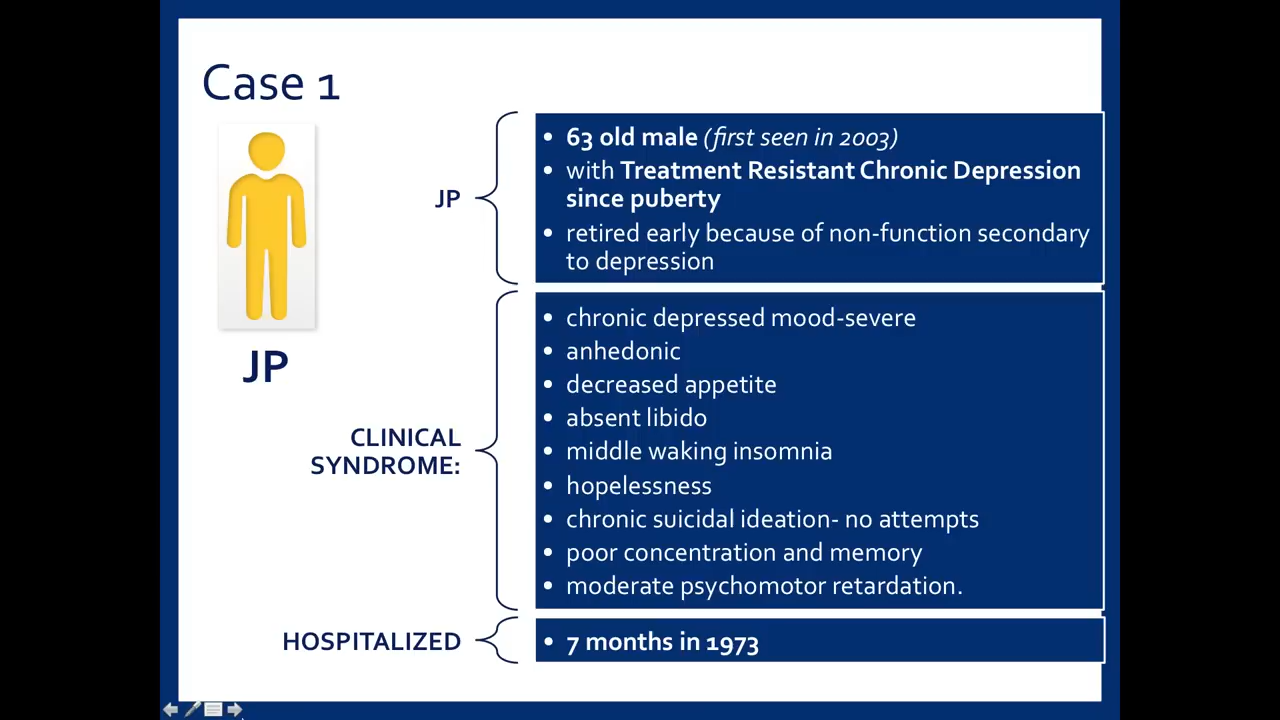 Case 1
JP
JP
• 63 old male (first seen in 2003)
• with Treatment Resistant Chronic Depression
since puberty
• retired early because of non-function secondary
to depression
CLINICAL
SYNDROME:
• chronic depressed mood-severe
• anhedonic
• decreased appetite
• absent libido
• middle waking insomnia
• hopelessness
• chronic suicidal ideation- no attempts
• poor concentration and memory
• moderate psychomotor retardation.
HOSPITALIZED
• 7 months in 1973